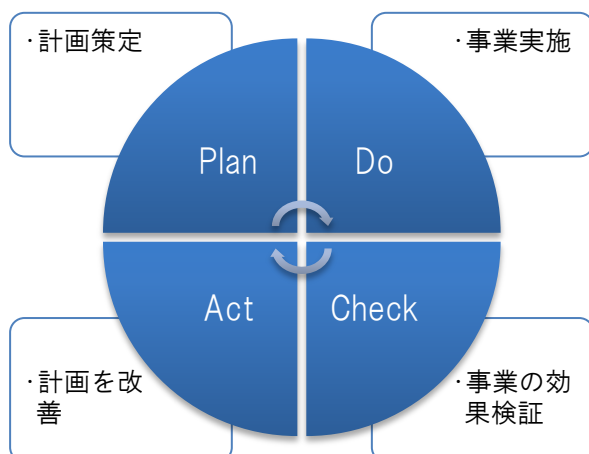 ・計画策定
・事業実施
Plan
Do
Act
Check
・計画を改
善
・事業の効
果検証